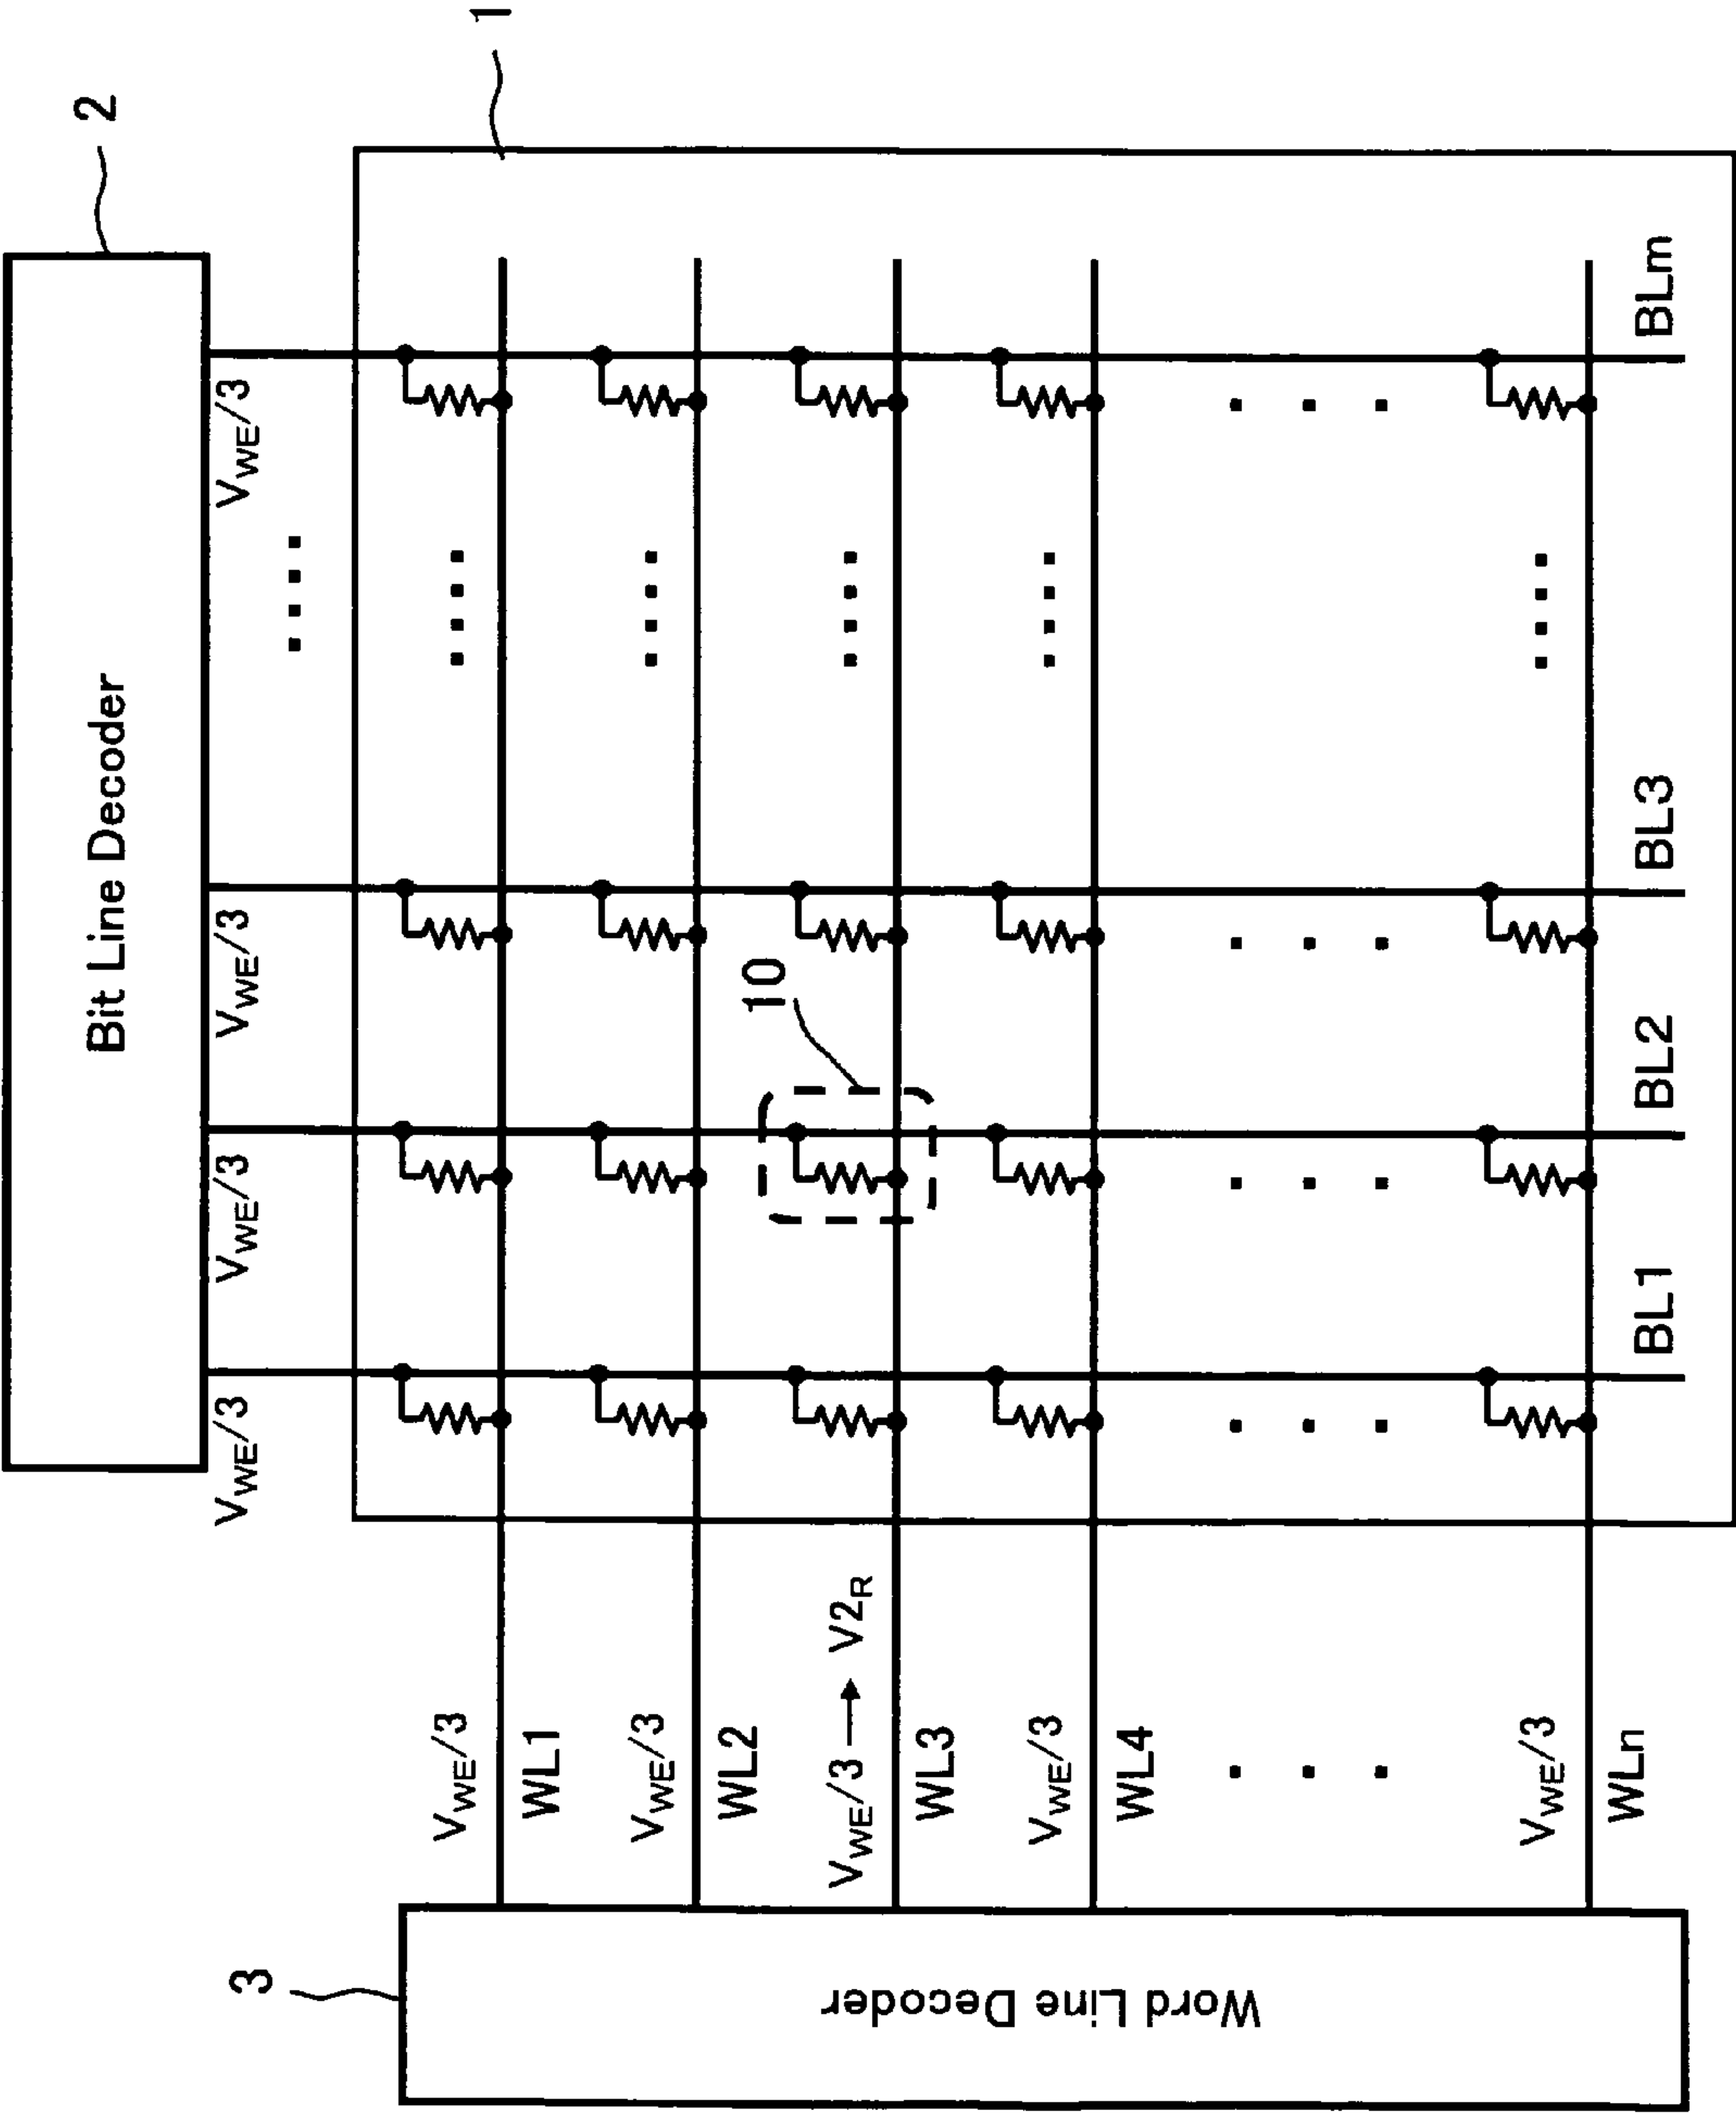 2
Bit Line Decoder
1
V_WE/3
V_WE/3
V_WE/3
. . . .
V_WE/3
3
Word Line Decoder
V_WE/3
WL1
V_WE/3
WL2
10
V_WE/3 → V2_R
WL3
V_WE/3
WL4
V_WE/3
WLn
BL1
BL2
BL3
BLm